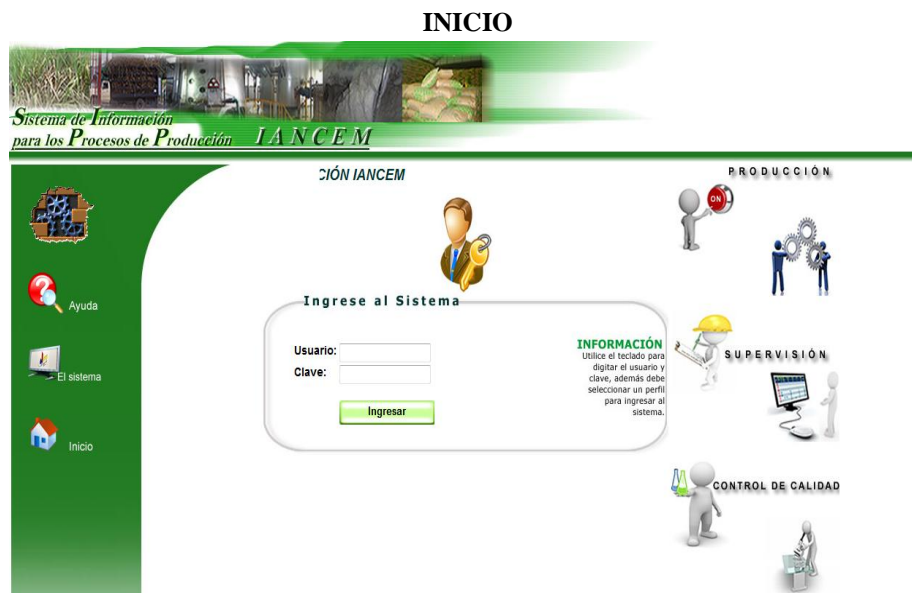 INICIO
Sistema de Información
para los Procesos de Producción IANCEM
CIÓN IANCEM
PRODUCCIÓN
ON
Ayuda
El sistema
Inicio
Ingrese al Sistema
Usuario:
Clave:
Ingresar
INFORMACIÓN
Utilice el teclado para
digitar el usuario y
clave, además debe
seleccionar un perfil
para ingresar al
sistema.
SUPERVISIÓN
CONTROL DE CALIDAD